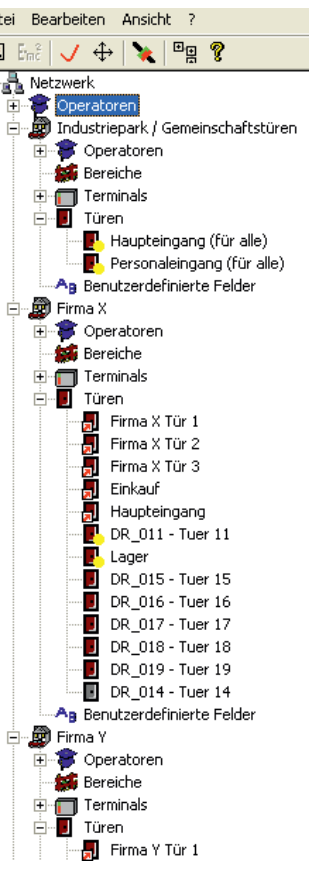 tei Bearbeiten Ansicht ?
Netzwerk
Operatoren
Industriepark / Gemeinschaftstüren
Operatoren
Bereiche
Terminals
Türen
Haupteingang (für alle)
Personaleingang (für alle)
Benutzerdefinierte Felder
Firma X
Operatoren
Bereiche
Terminals
Türen
Firma X Tür 1
Firma X Tür 2
Firma X Tür 3
Einkauf
Haupteingang
DR_011 - Tuer 11
Lager
DR_015 - Tuer 15
DR_016 - Tuer 16
DR_017 - Tuer 17
DR_018 - Tuer 18
DR_019 - Tuer 19
DR_014 - Tuer 14
Benutzerdefinierte Felder
Firma Y
Operatoren
Bereiche
Terminals
Türen
Firma Y Tür 1